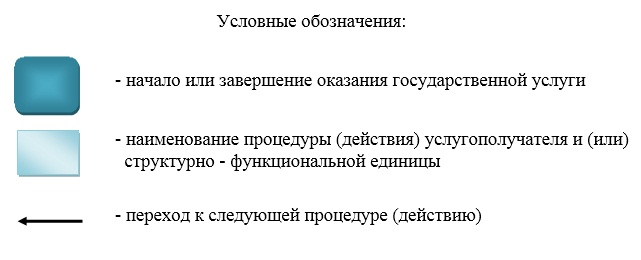 Условные обозначения:
- начало или завершение оказания государственной услуги
- наименование процедуры (действия) услугополучателя и (или)
структурно - функциональной единицы
- переход к следующей процедуре (действию)